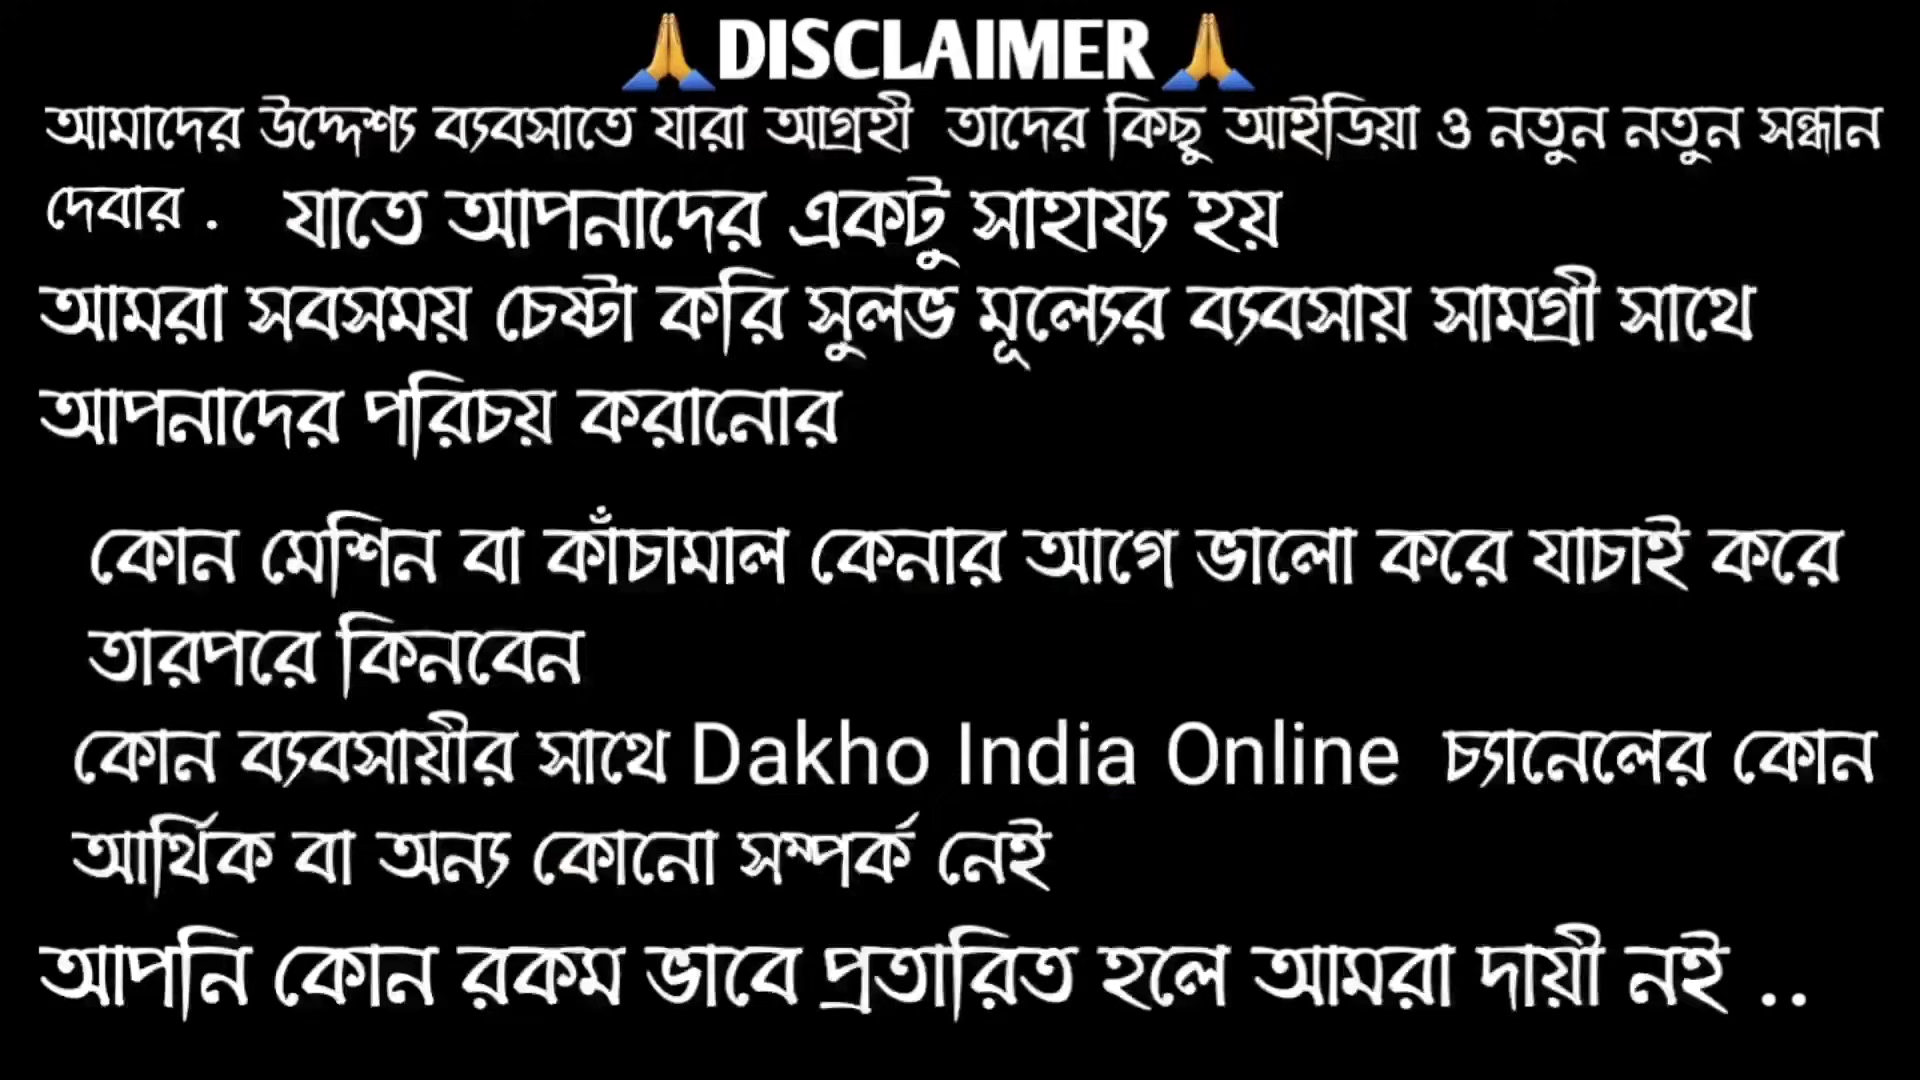 🙏DISCLAIMER🙏
আমাদের উদ্দেশ্য ব্যবসাতে যারা আগ্রহী তাদের কিছু আইডিয়া ও নতুন নতুন সন্ধান
দেবার . যাতে আপনাদের একটু সাহায্য হয়
আমরা সবসময় চেষ্টা করি সুলভ মূল্যের ব্যবসায় সামগ্রী সাথে
আপনাদের পরিচয় করানোর
কোন মেশিন বা কাঁচামাল কেনার আগে ভালো করে যাচাই করে
তারপরে কিনবেন
কোন ব্যবসায়ীর সাথে Dakho India Online চ্যানেলের কোন
আর্থিক বা অন্য কোনো সম্পর্ক নেই
আপনি কোন রকম ভাবে প্রতারিত হলে আমরা দায়ী নই ..